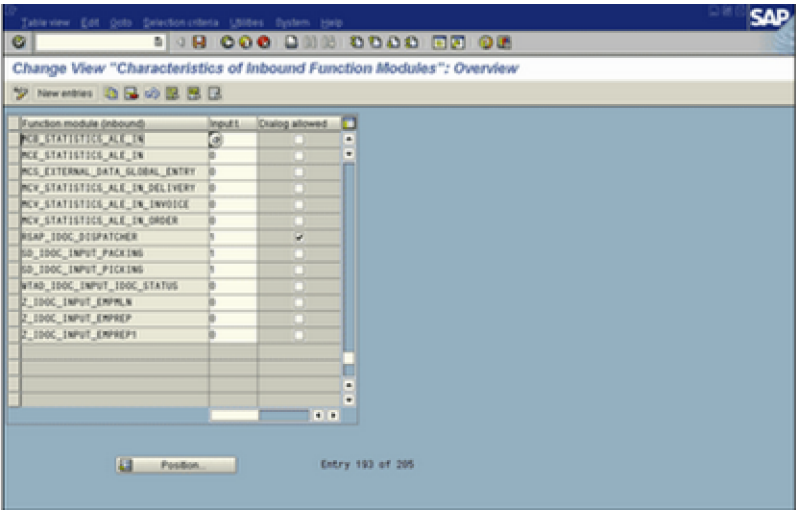 Table view Edit Goto Selection criteria Utilities System Help
SAP
Change View "Characteristics of Inbound Function Modules": Overview
New entries
Function module (inbound) Input t. Dialog allowed
MCB_STATISTICS_ALE_IN 0
MCE_STATISTICS_ALE_IN 0
MCS_EXTERNAL_DATA_GLOBAL_ENTRY 0
MCV_STATISTICS_ALE_IN_DELIVERY 0
MCV_STATISTICS_ALE_IN_INVOICE 0
MCV_STATISTICS_ALE_IN_ORDER 0
RSAP_IDOC_DISPATCHER 1
SD_IDOC_INPUT_PACKING 1
SD_IDOC_INPUT_PICKING 1
WTAD_IDOC_INPUT_IDOC_STATUS 0
Z_IDOC_INPUT_EMPMLN 0
Z_IDOC_INPUT_EMPREP 0
Z_IDOC_INPUT_EMPREP1 0
Position... Entry 193 of 205